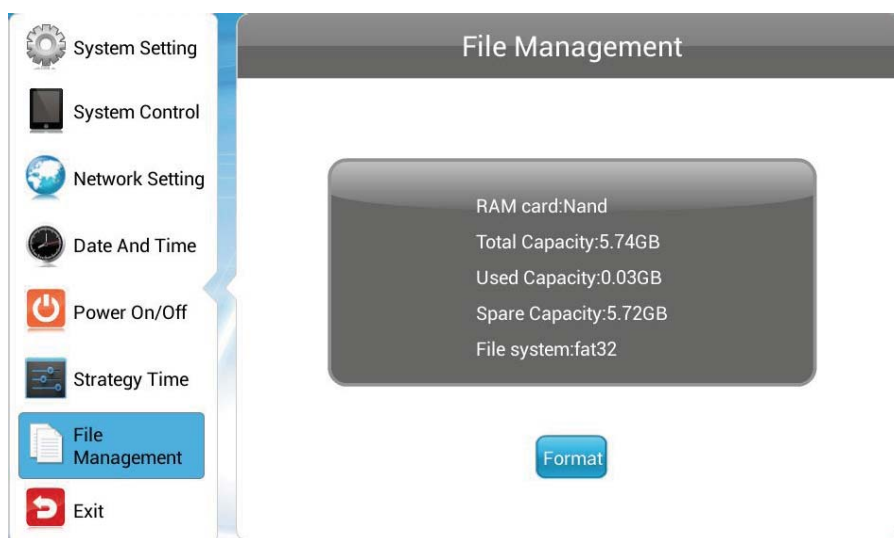 System Setting
System Control
Network Setting
Date And Time
Power On/Off
Strategy Time
File
Management
Exit
File Management
RAM card:Nand
Total Capacity:5.74GB
Used Capacity:0.03GB
Spare Capacity:5.72GB
File system:fat32
Format